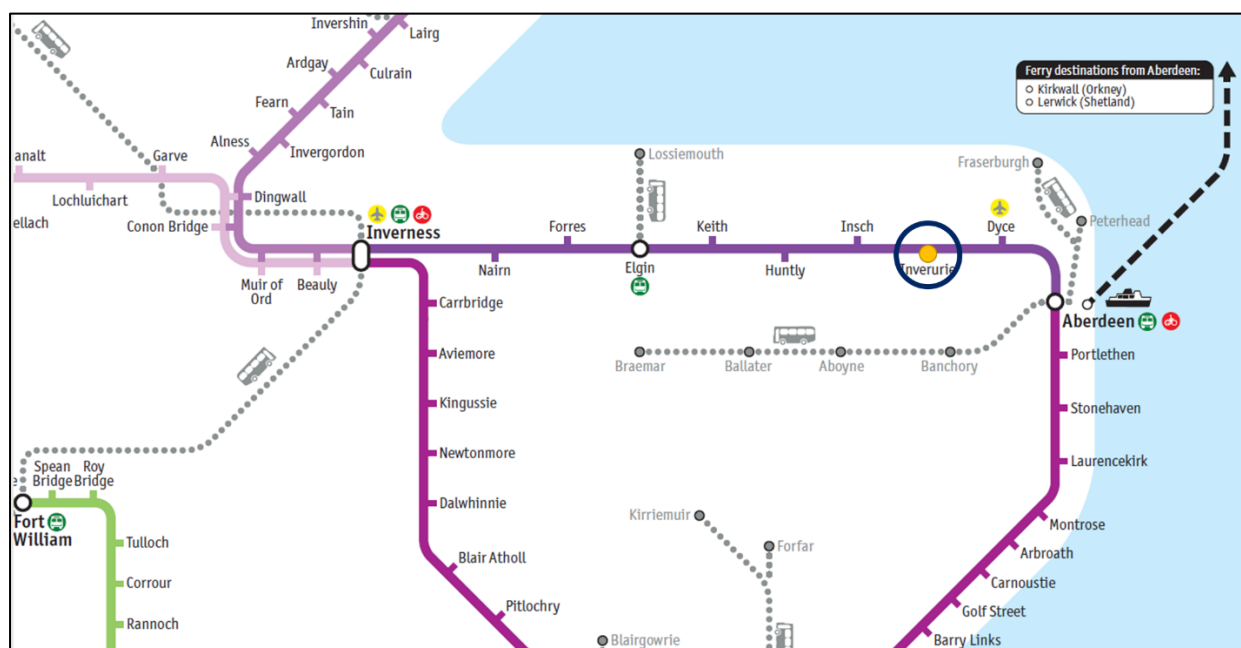 Invershin
Lairg
Ardgay
Culrain
Fearn
Tain
Alness
Invergordon
analt
Garve
Lochluichart
Dingwall
ellach
Conon Bridge
Inverness
Muir of
Ord
Beauly
Nairn
Forres
Lossiemouth
Elgin
Keith
Huntly
Insch
Inverurie
Dyce
Fraserburgh
Peterhead
Ferry destinations from Aberdeen:
Kirkwall (Orkney)
Lerwick (Shetland)
Aberdeen
Braemar
Ballater
Aboyne
Banchory
Portlethen
Stonehaven
Laurencekirk
Montrose
Arbroath
Carnoustie
Golf Street
Barry Links
Carrbridge
Aviemore
Kingussie
Newtonmore
Dalwhinnie
Blair Atholl
Pitlochry
Kirriemuir
Forfar
Blairgowrie
e
Spean
Bridge
Roy
Bridge
Fort
William
Tulloch
Corrour
Rannoch